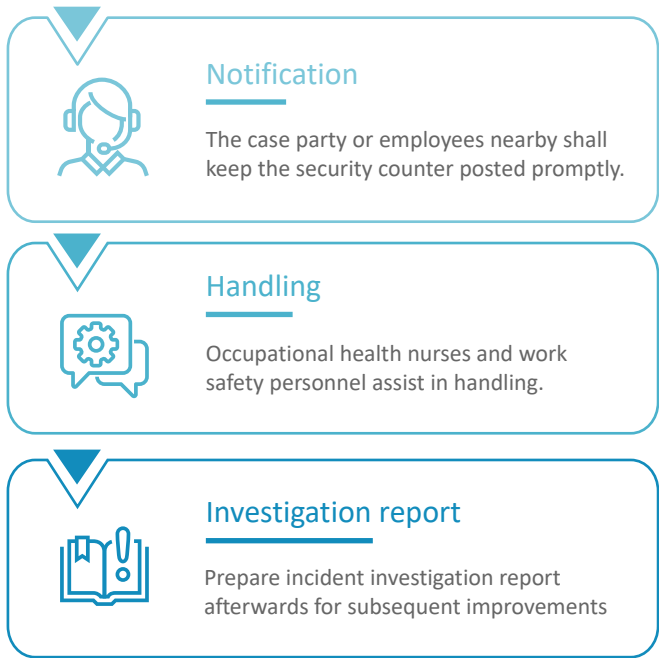 Notification
The case party or employees nearby shall
keep the security counter posted promptly.
Handling
Occupational health nurses and work
safety personnel assist in handling.
Investigation report
Prepare incident investigation report
afterwards for subsequent improvements